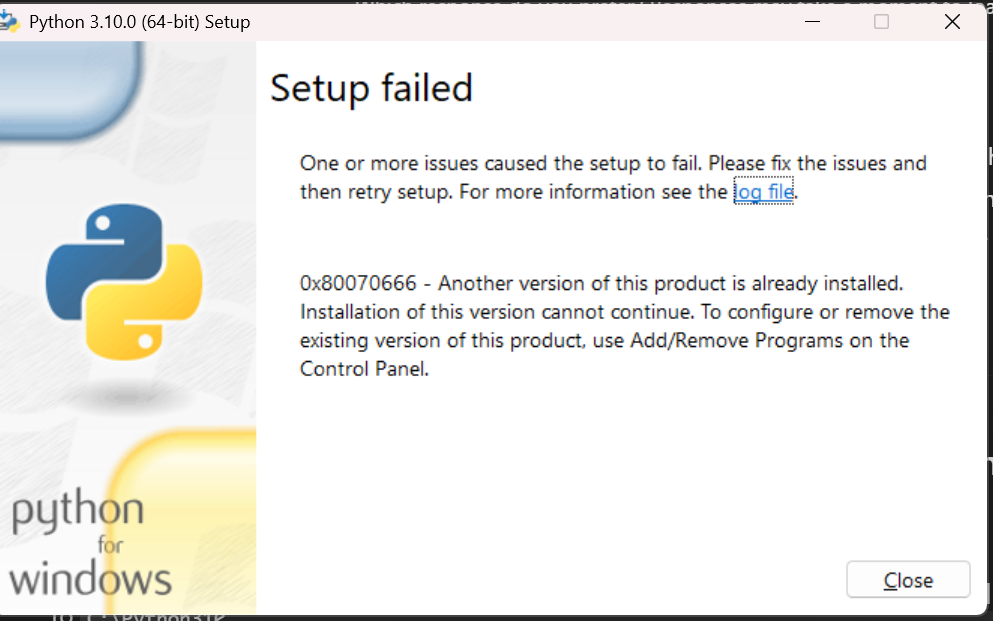 Python 3.10.0 (64-bit) Setup
Setup failed
One or more issues caused the setup to fail. Please fix the issues and
then retry setup. For more information see the log file.
0x80070666 - Another version of this product is already installed.
Installation of this version cannot continue. To configure or remove the
existing version of this product, use Add/Remove Programs on the
Control Panel.
python
for
windows
Close